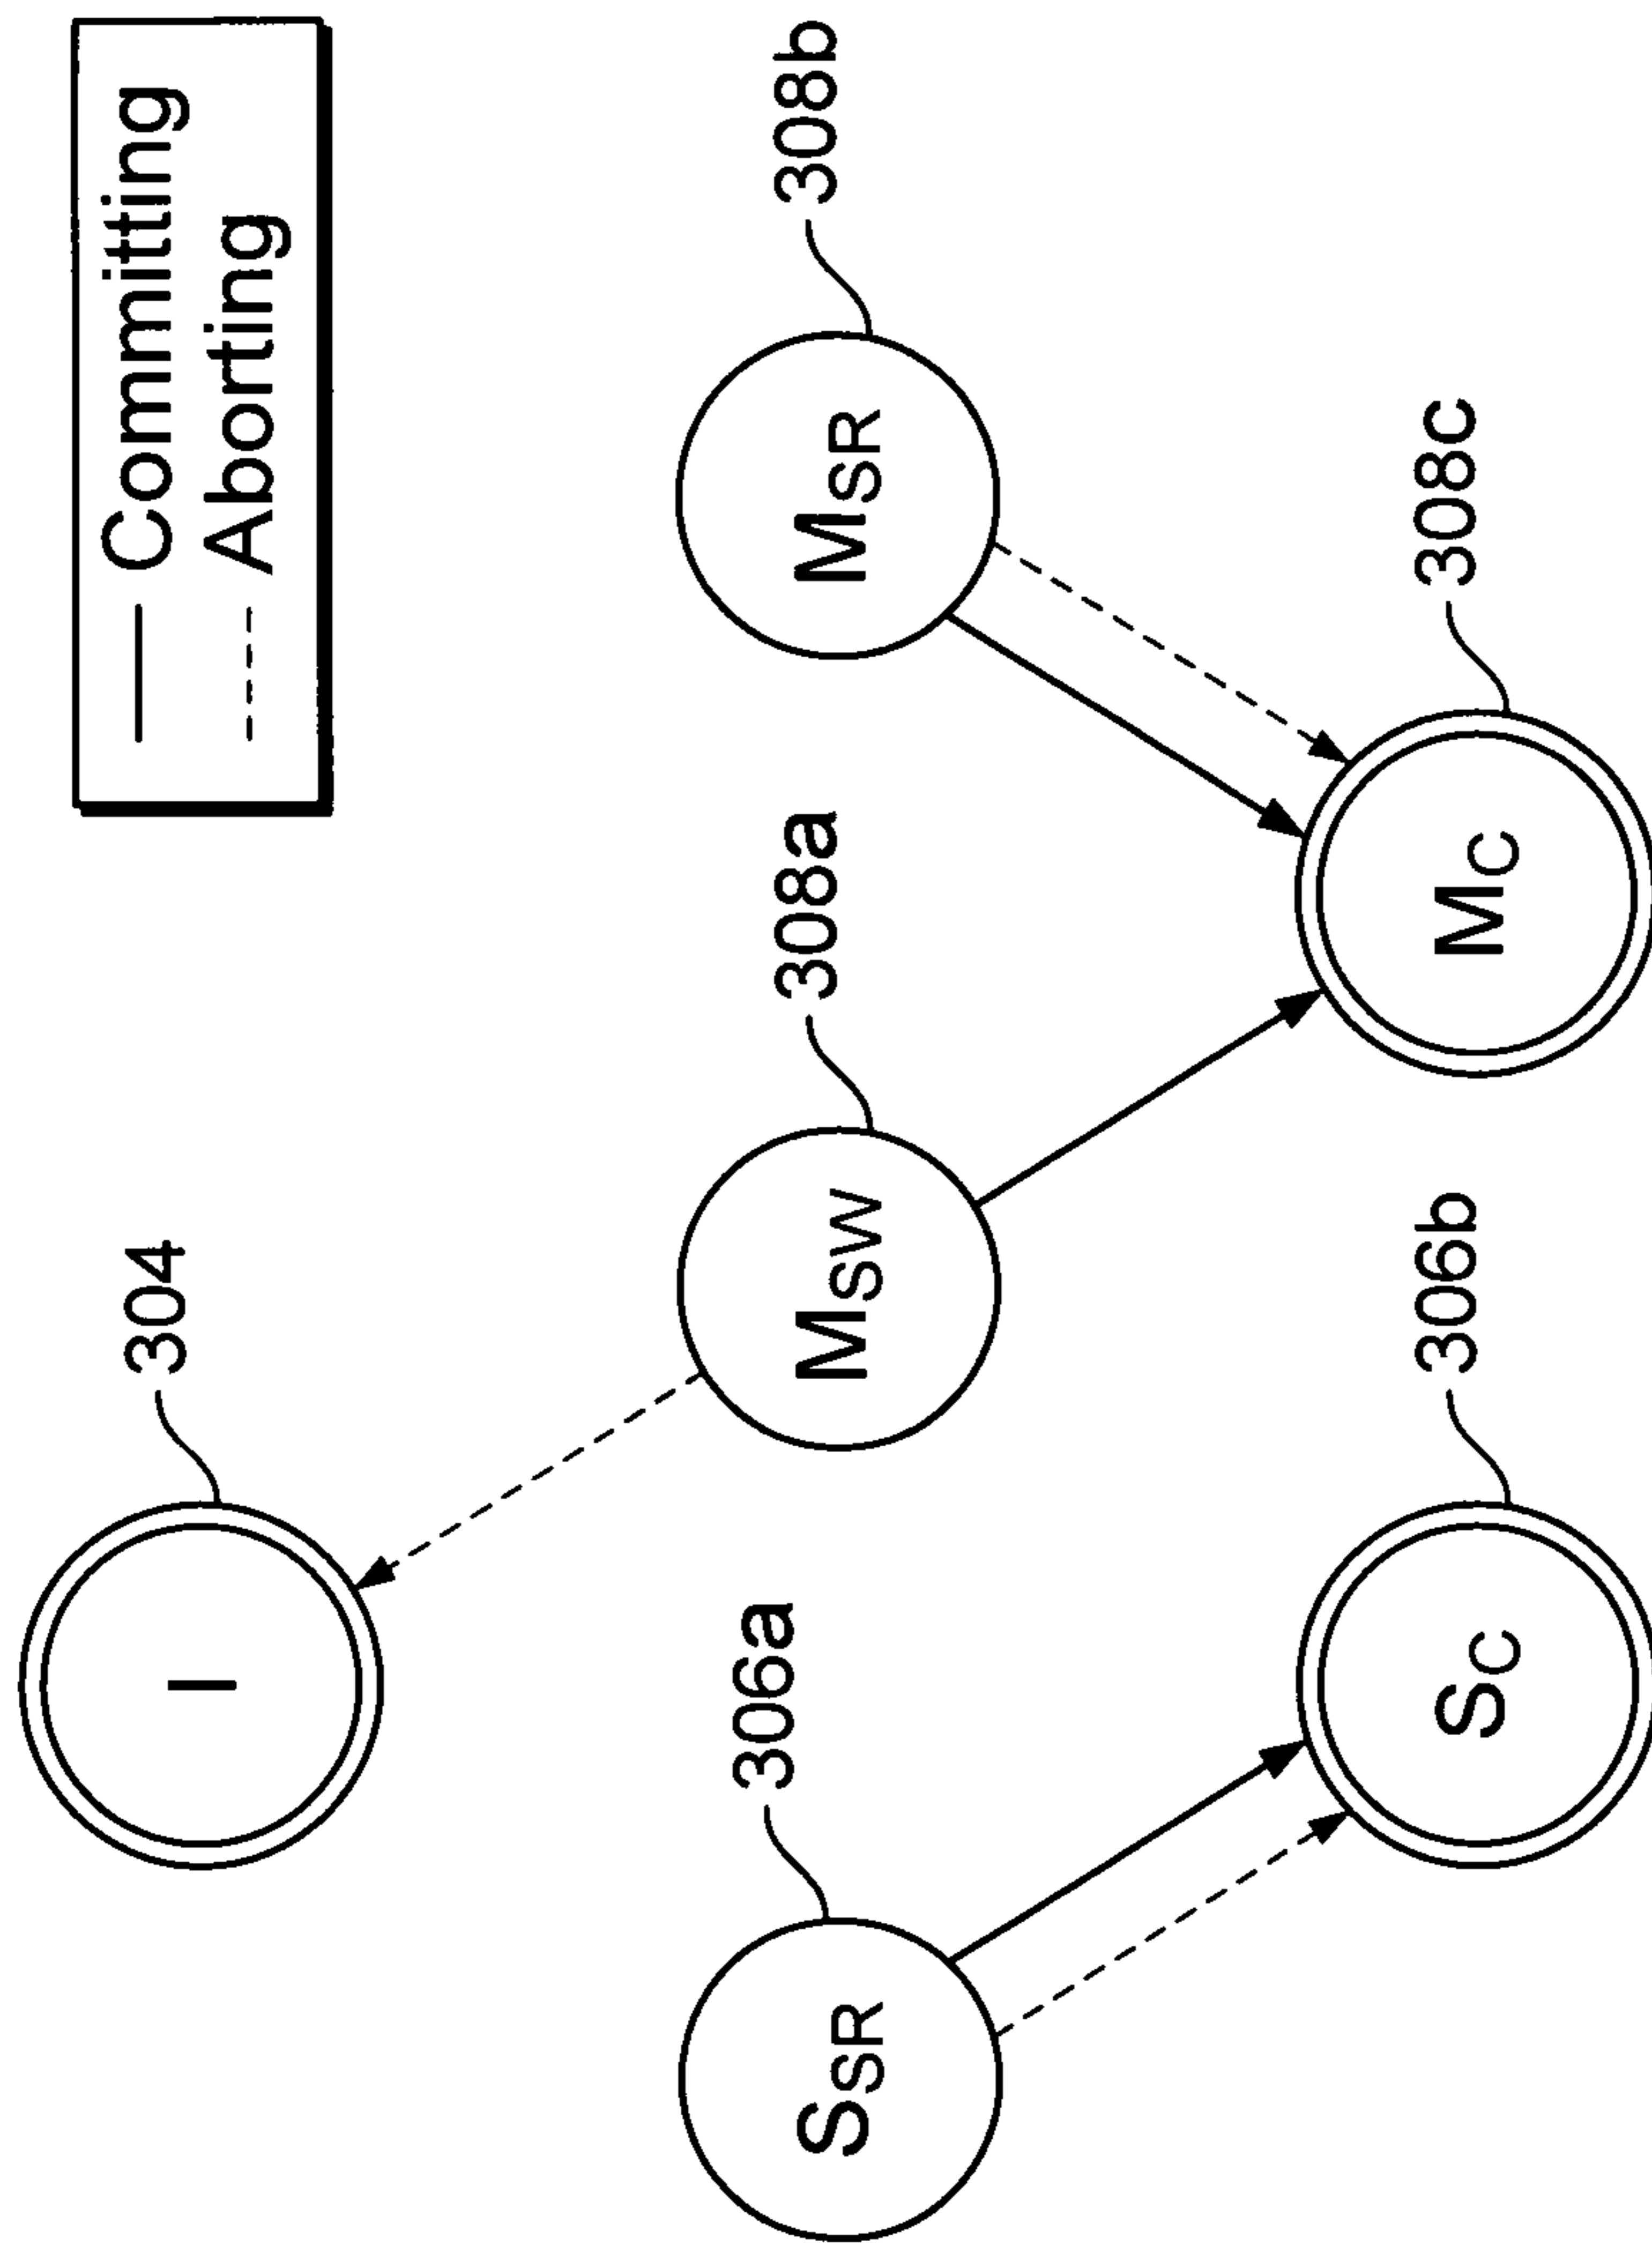 Committing
Aborting
304
I
306a
308a
308b
SSR
MSW
MSR
306b
308c
SC
MC